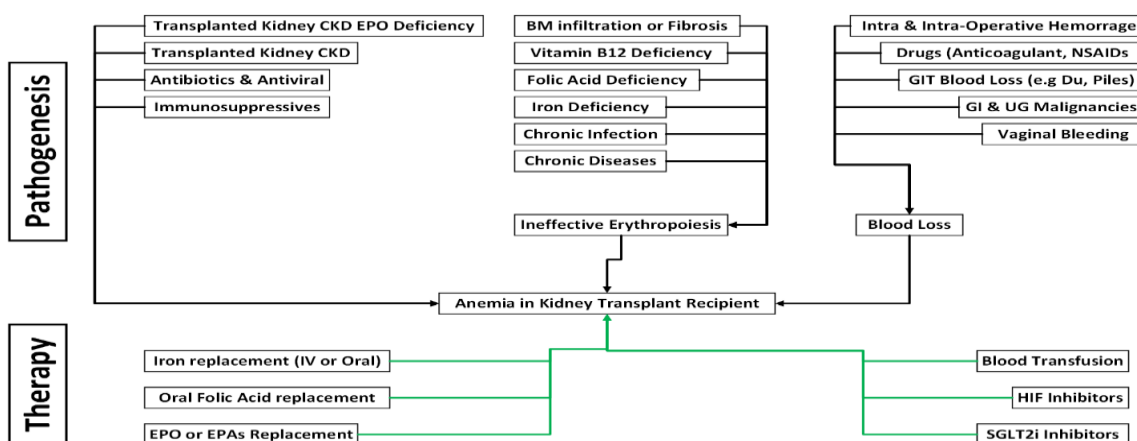 Pathogenesis
Transplanted Kidney CKD EPO Deficiency
Transplanted Kidney CKD
Antibiotics & Antiviral
Immunosuppressives
BM infiltration or Fibrosis
Vitamin B12 Deficiency
Folic Acid Deficiency
Iron Deficiency
Chronic Infection
Chronic Diseases
Ineffective Erythropoiesis
Intra & Intra-Operative Hemorrage
Drugs (Anticoagulant, NSAIDs
GIT Blood Loss (e.g Du, Piles)
GI & UG Malignancies
Vaginal Bleeding
Blood Loss
Anemia in Kidney Transplant Recipient
Therapy
Iron replacement (IV or Oral)
Oral Folic Acid replacement
EPO or EPAs Replacement
Blood Transfusion
HIF Inhibitors
SGLT2i Inhibitors